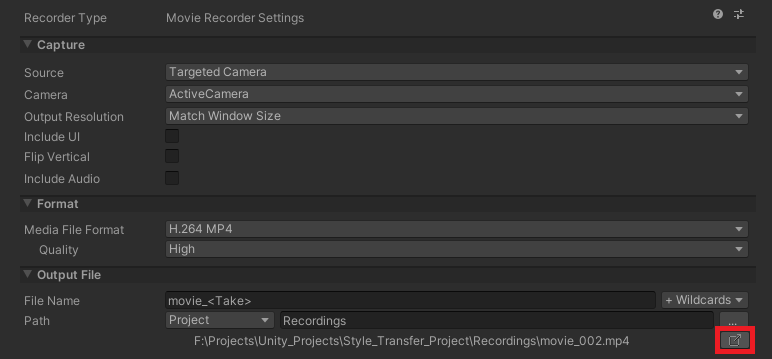 Recorder Type Movie Recorder Settings
Capture
Source Targeted Camera
Camera ActiveCamera
Output Resolution Match Window Size
Include UI
Flip Vertical
Include Audio
Format
Media File Format H.264 MP4
Quality High
Output File
File Name movie_<Take> + Wildcards
Path Project Recordings ...
F:\Projects\Unity_Projects\Style_Transfer_Project\Recordings\movie_002.mp4